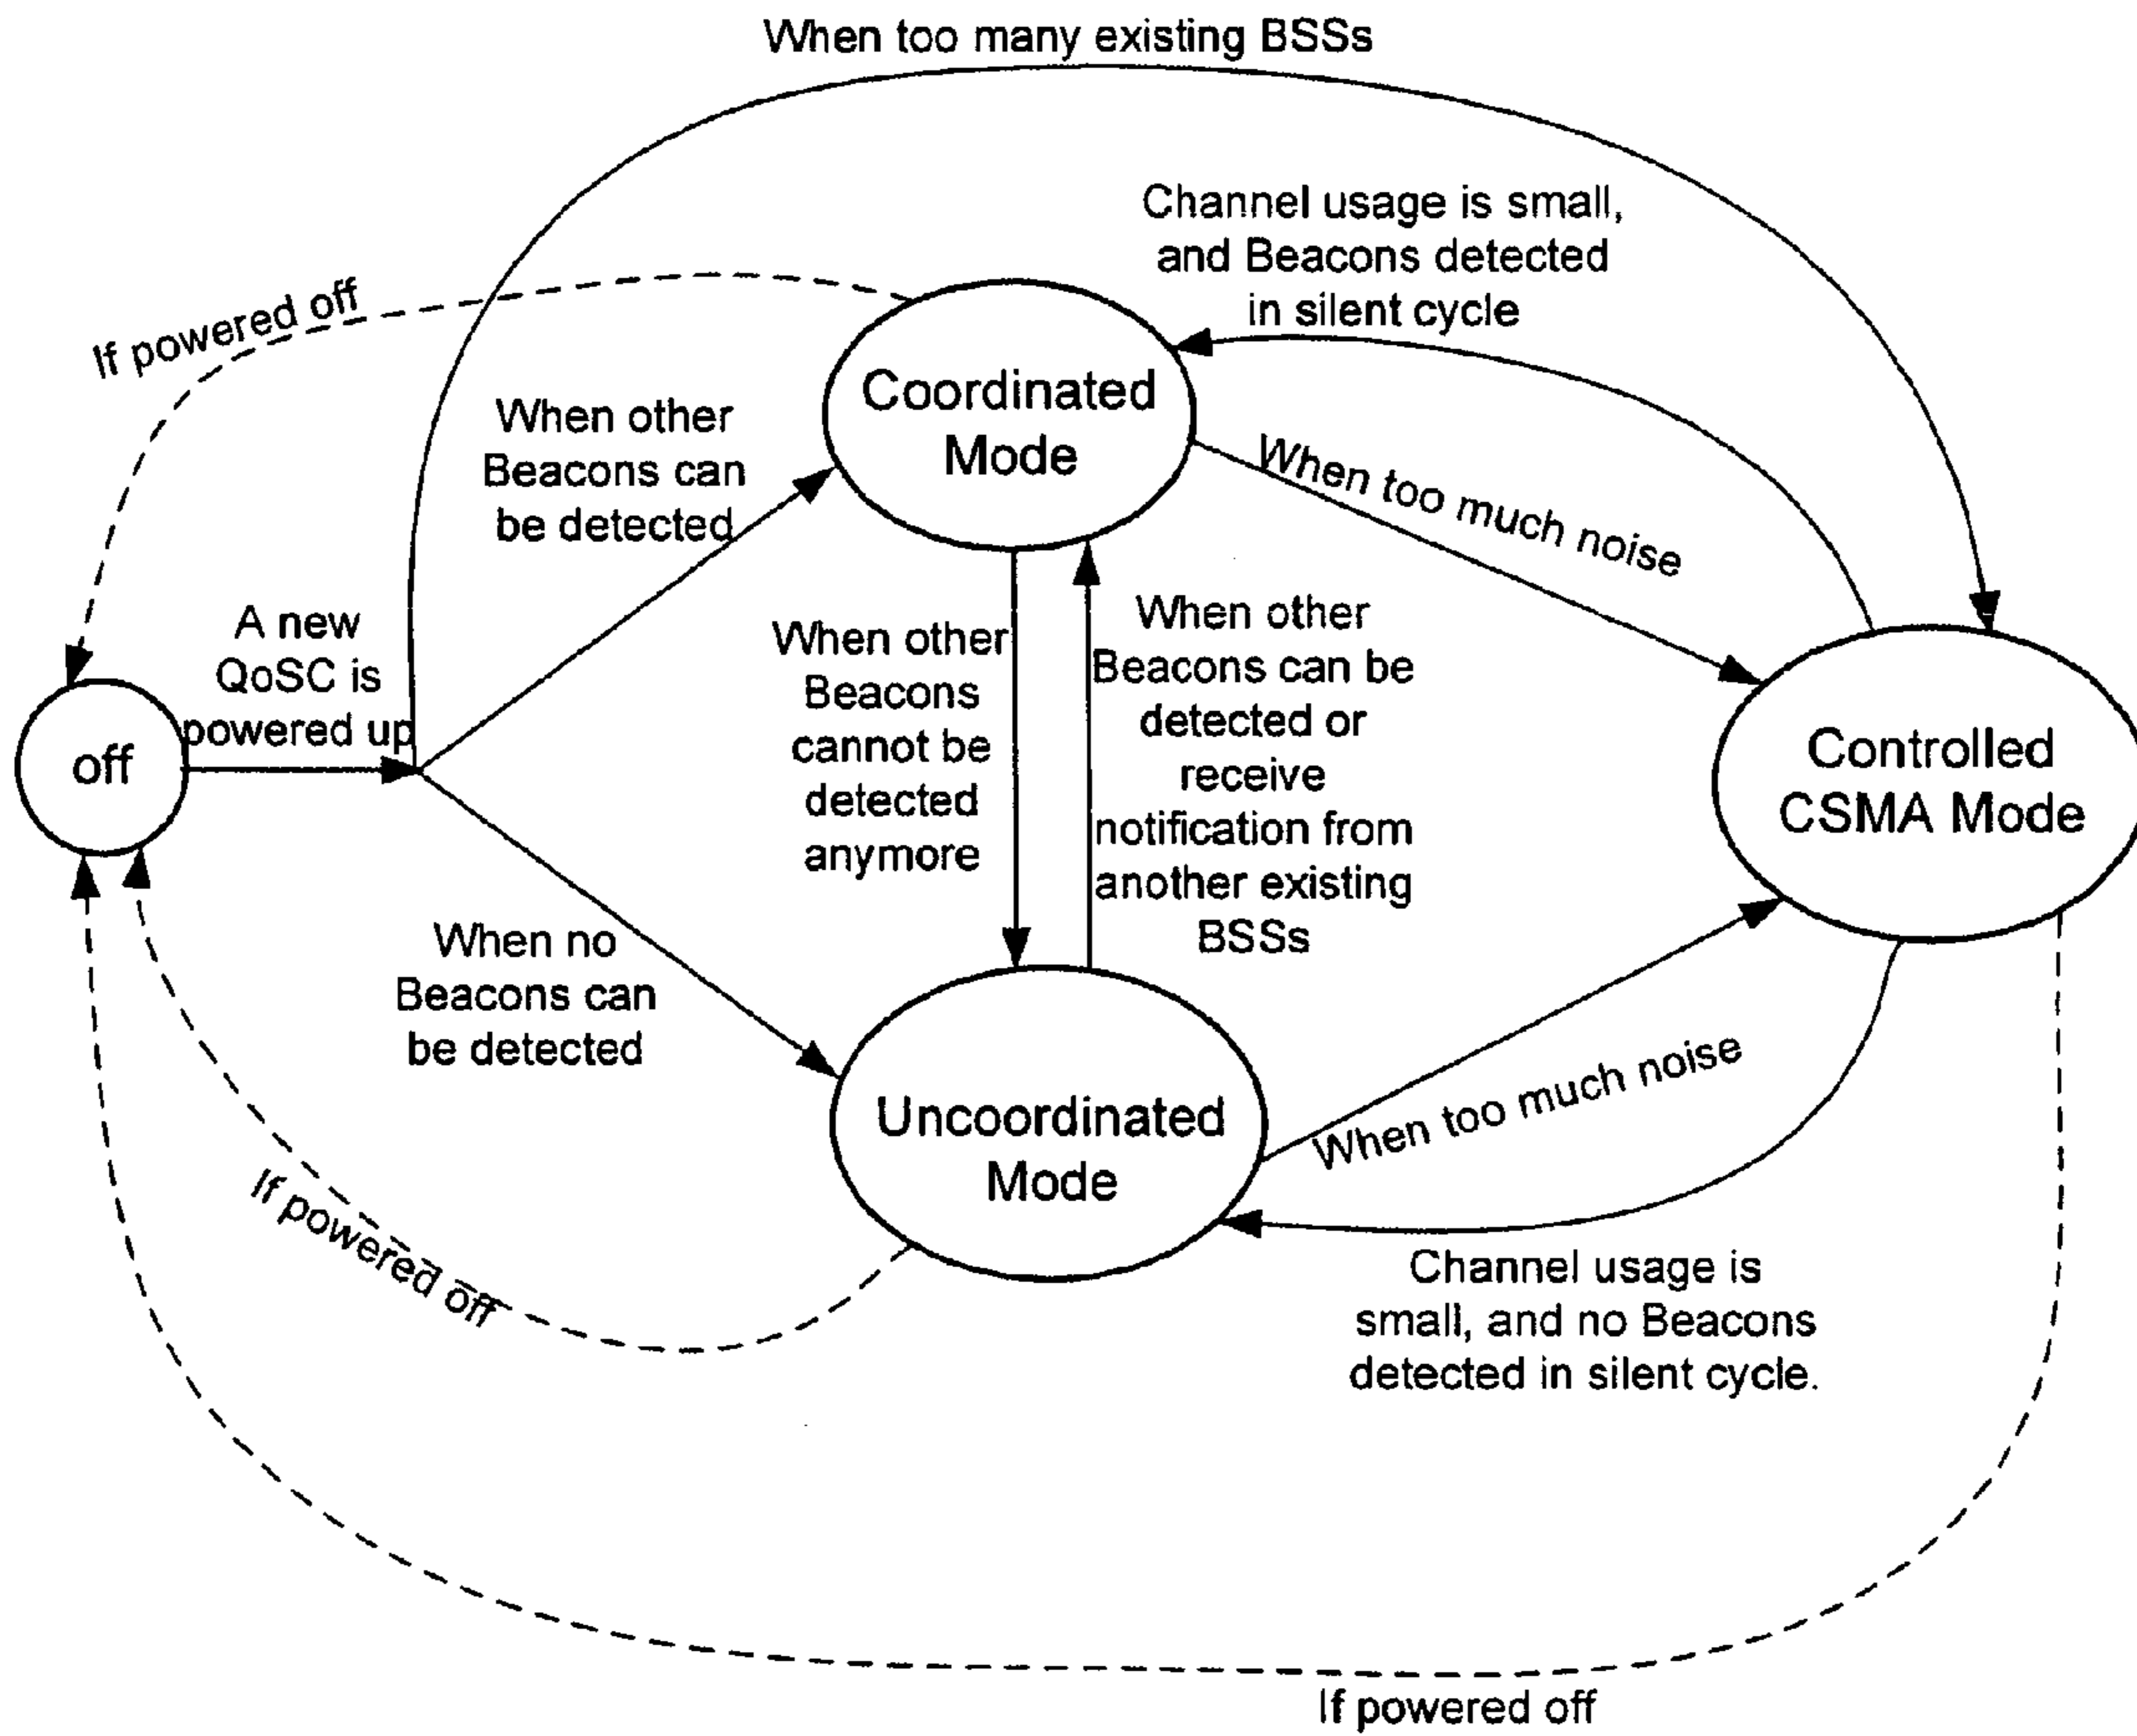 When too many existing BSSs
Channel usage is small,
and Beacons detected
in silent cycle
If powered off
When other
Beacons can
be detected
Coordinated
Mode
When too much noise
A new
QoSC is
powered up
off
When other
Beacons
cannot be
detected
anymore
When other
Beacons can be
detected or
receive
notification from
another existing
BSSs
Controlled
CSMA Mode
When no
Beacons can
be detected
Uncoordinated
Mode
When too much noise
If powered off
Channel usage is
small, and no Beacons
detected in silent cycle.
If powered off